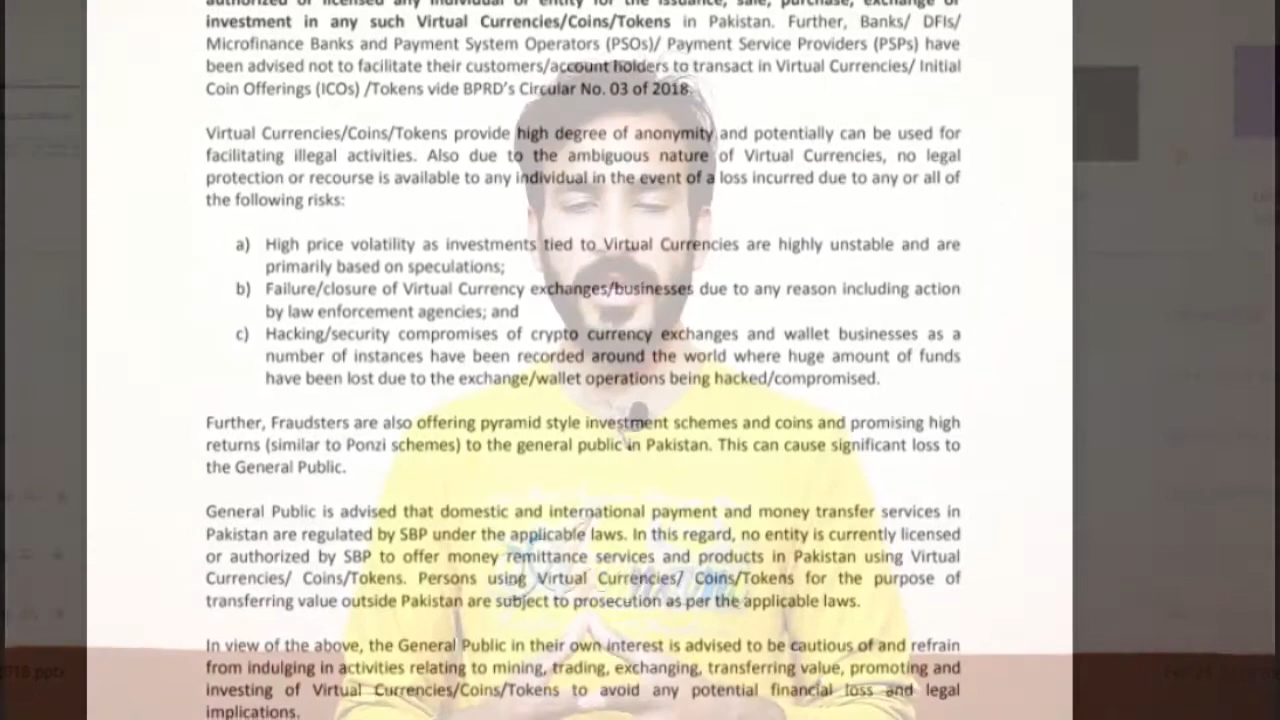 authorized or licensed any individual or entity for the issuance, sale, purchase, exchange or
investment in any such Virtual Currencies/Coins/Tokens in Pakistan. Further, Banks/ DFIs/
Microfinance Banks and Payment System Operators (PSOs)/ Payment Service Providers (PSPs) have
been advised not to facilitate their customers/account holders to transact in Virtual Currencies/ Initial
Coin Offerings (ICOs) /Tokens vide BPRD's Circular No. 03 of 2018.
Virtual Currencies/Coins/Tokens provide high degree of anonymity and potentially can be used for
facilitating illegal activities. Also due to the ambiguous nature of Virtual Currencies, no legal
protection or recourse is available to any individual in the event of a loss incurred due to any or all of
the following risks:
a) High price volatility as investments tied to Virtual Currencies are highly unstable and are
primarily based on speculations;
b) Failure/closure of Virtual Currency exchanges/businesses due to any reason including action
by law enforcement agencies; and
c) Hacking/security compromises of crypto currency exchanges and wallet businesses as a
number of instances have been recorded around the world where huge amount of funds
have been lost due to the exchange/wallet operations being hacked/compromised.
Further, Fraudsters are also offering pyramid style investment schemes and coins and promising high
returns (similar to Ponzi schemes) to the general public in Pakistan. This can cause significant loss to
the General Public.
General Public is advised that domestic and international payment and money transfer services in
Pakistan are regulated by SBP under the applicable laws. In this regard, no entity is currently licensed
or authorized by SBP to offer money remittance services and products in Pakistan using Virtual
Currencies/ Coins/Tokens. Persons using Virtual Currencies/ Coins/Tokens for the purpose of
transferring value outside Pakistan are subject to prosecution as per the applicable laws.
In view of the above, the General Public in their own interest is advised to be cautious of and refrain
from indulging in activities relating to mining, trading, exchanging, transferring value, promoting and
investing of Virtual Currencies/Coins/Tokens to avoid any potential financial loss and legal
implications.